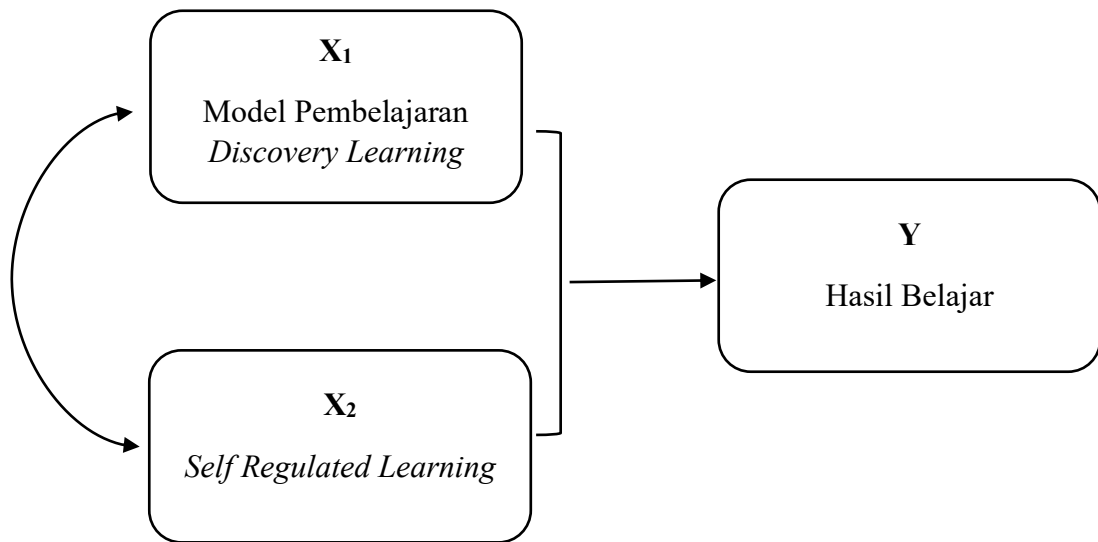 X₁
Model Pembelajaran
Discovery Learning
Y
Hasil Belajar
X₂
Self Regulated Learning